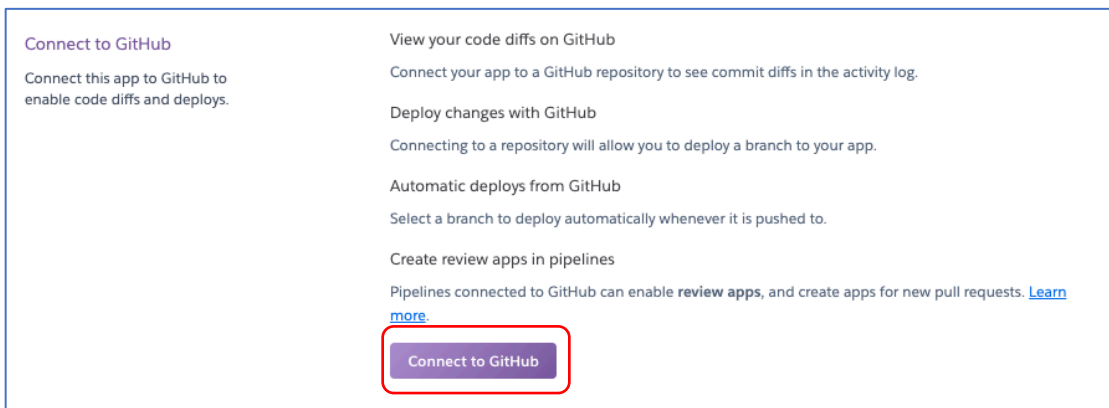 Connect to GitHub
Connect this app to GitHub to
enable code diffs and deploys.
View your code diffs on GitHub
Connect your app to a GitHub repository to see commit diffs in the activity log.
Deploy changes with GitHub
Connecting to a repository will allow you to deploy a branch to your app.
Automatic deploys from GitHub
Select a branch to deploy automatically whenever it is pushed to.
Create review apps in pipelines
Pipelines connected to GitHub can enable review apps, and create apps for new pull requests. Learn
more.
Connect to GitHub